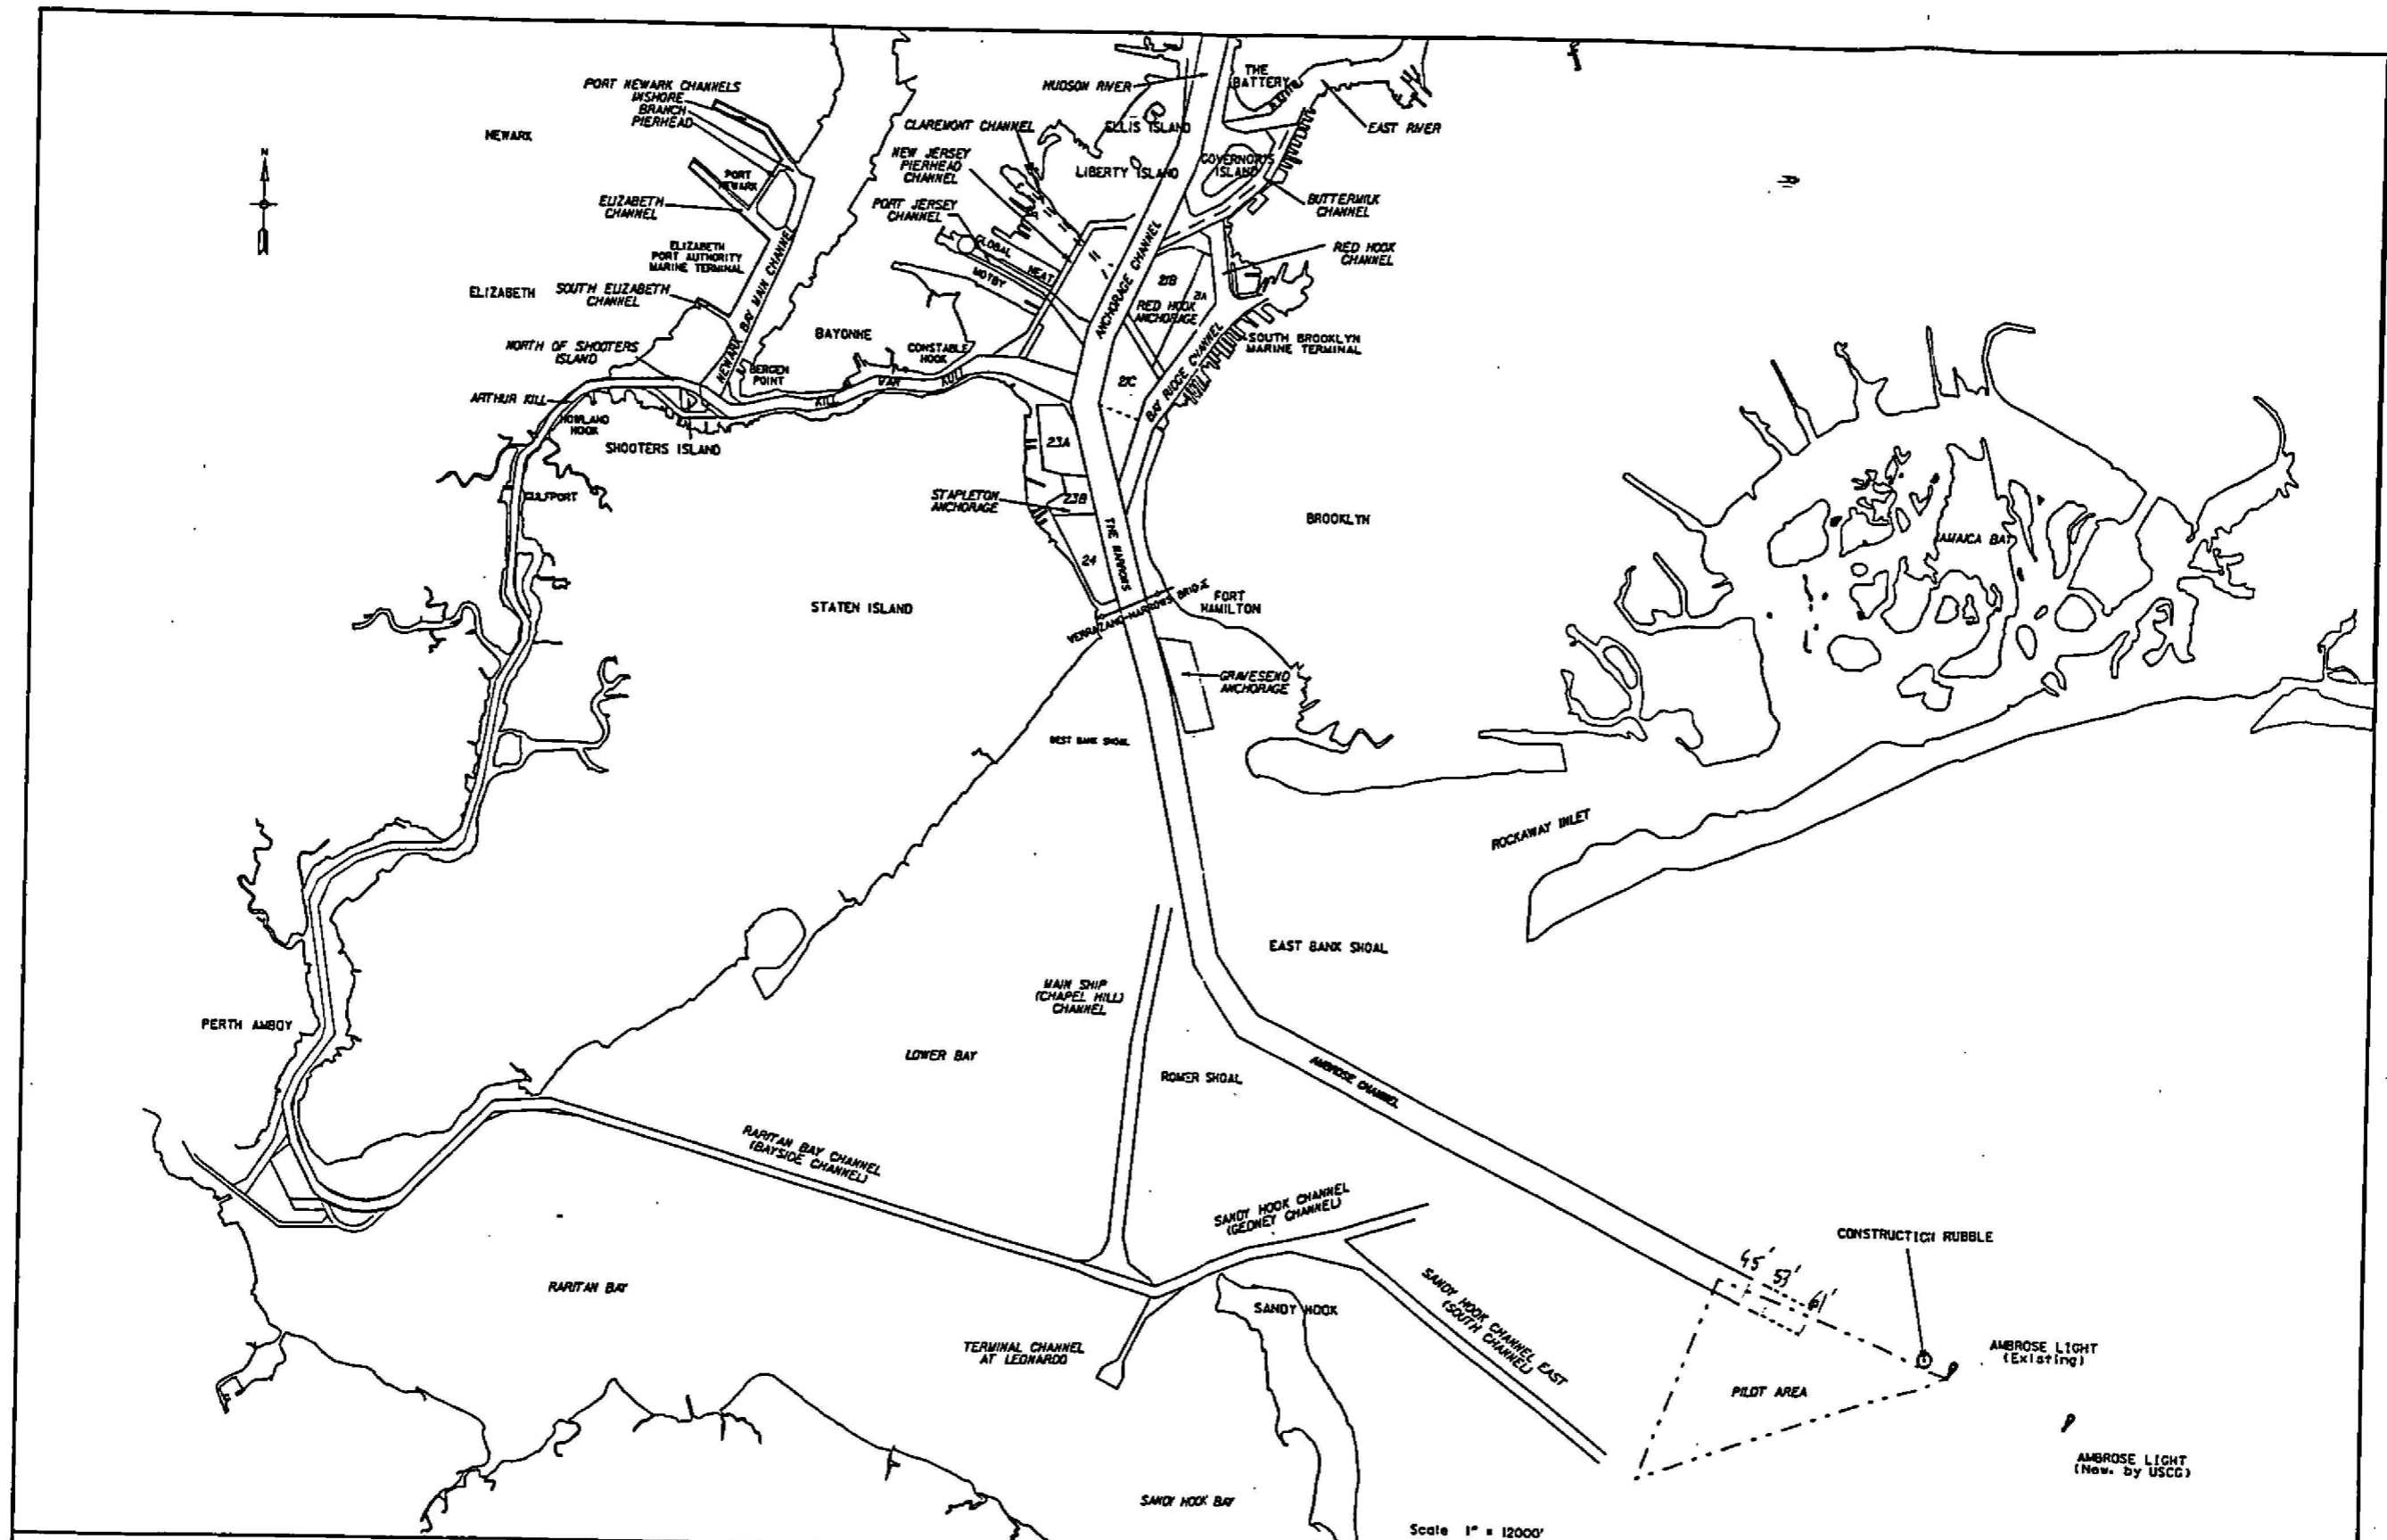 PORT NEWARK CHANNELS
INSHORE
BRANCH
PIERHEAD
NEWARK
N
PORT
NEWARK
ELIZABETH
CHANNEL
ELIZABETH
PORT AUTHORITY
MARINE TERMINAL
ELIZABETH
SOUTH ELIZABETH
CHANNEL
NEWARK BAY MAIN CHANNEL
NORTH OF SHOOTERS
ISLAND
ARTHUR KILL
HOWLAND
HOOK
SHOOTERS ISLAND
GULFPORT
BERGEN
POINT
BAYONNE
CONSTABLE
HOOK
KILL
VAN
KULL
HUDSON RIVER
THE
BATTERY
EAST RIVER
CLAREMONT CHANNEL
ELLIS ISLAND
NEW JERSEY
PIERHEAD
CHANNEL
LIBERTY ISLAND
GOVERNORS
ISLAND
PORT JERSEY
CHANNEL
GLOBAL
NEAT
MOTBY
BUTTERMILK
CHANNEL
RED HOOK
CHANNEL
ANCHORAGE CHANNEL
21B
21A
RED HOOK
ANCHORAGE
SOUTH BROOKLYN
MARINE TERMINAL
21C
BAY RIDGE CHANNEL
23A
STAPLETON
ANCHORAGE
23B
24
THE NARROWS
BROOKLYN
JAMAICA BAY
STATEN ISLAND
VERRAZANO-NARROWS BRIDGE
FORT
HAMILTON
GRAVESEND
ANCHORAGE
WEST BANK SHOAL
ROCKAWAY INLET
EAST BANK SHOAL
MAIN SHIP
(CHAPEL HILL)
CHANNEL
PERTH AMBOY
LOWER BAY
ROMER SHOAL
AMBROSE CHANNEL
RARITAN BAY CHANNEL
(BAYSIDE CHANNEL)
SANDY HOOK CHANNEL
(GEDNEY CHANNEL)
CONSTRUCTION RUBBLE
45'
53'
61'
RARITAN BAY
SANDY HOOK
SANDY HOOK CHANNEL EAST
(SOUTH CHANNEL)
TERMINAL CHANNEL
AT LEONARDO
AMBROSE LIGHT
(Existing)
PILOT AREA
AMBROSE LIGHT
(New. by USCG)
SANDY HOOK BAY
Scale 1" = 12000'